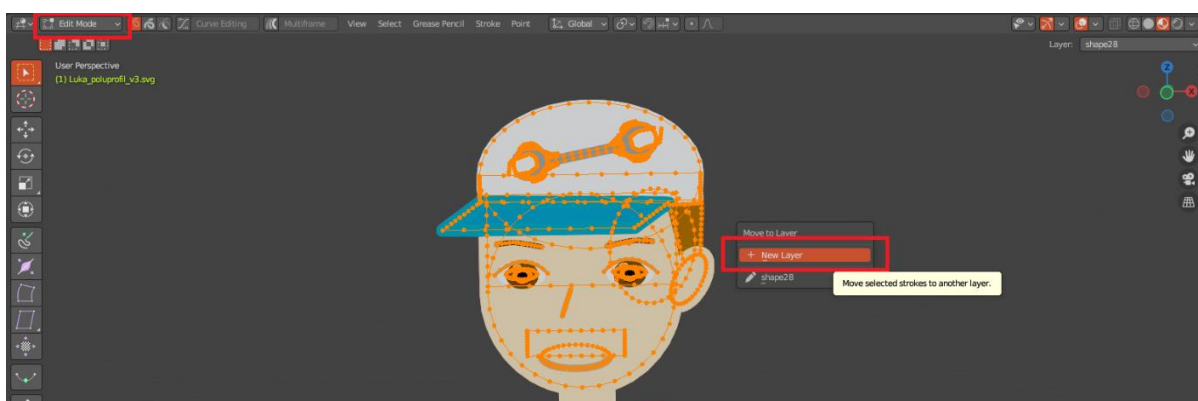 Edit Mode Curve Editing Multiframe View Select Grease Pencil Stroke Point Global
Layer: shape28
User Perspective
(1) Luka_poluprofil_v3.svg
Z
X
Move to Layer
+ New Layer
shape28
Move selected strokes to another layer.